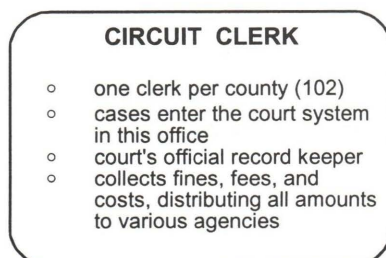 CIRCUIT CLERK
○ one clerk per county (102)
○ cases enter the court system
in this office
○ court's official record keeper
○ collects fines, fees, and
costs, distributing all amounts
to various agencies